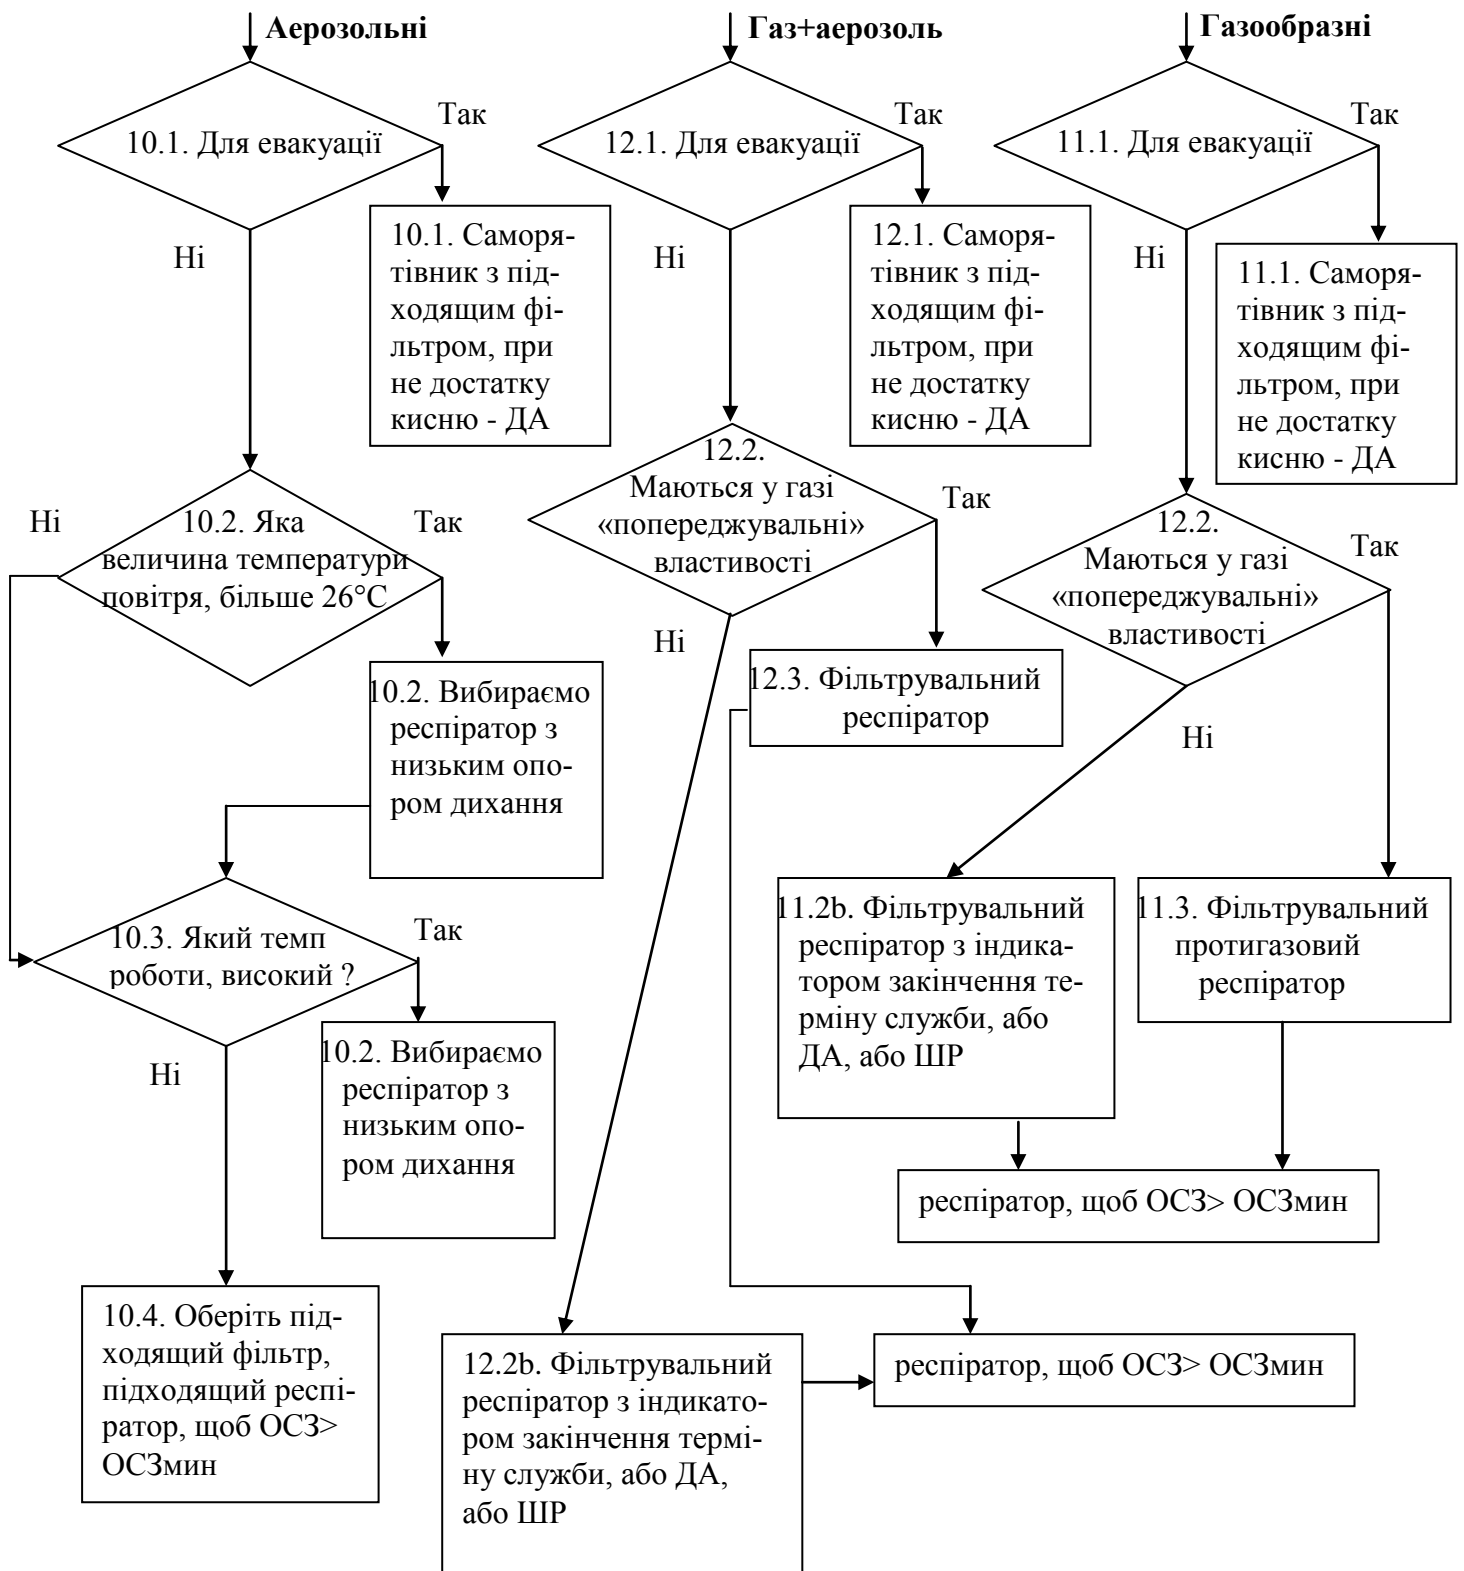 Аерозольні
Газ+аерозоль
Газообразні
10.1. Для евакуації
Так
12.1. Для евакуації
Так
11.1. Для евакуації
Так
Ні
10.1. Саморя-
тівник з під-
ходящим фі-
льтром, при
не достатку
кисню - ДА
Ні
12.1. Саморя-
тівник з під-
ходящим фі-
льтром, при
не достатку
кисню - ДА
Ні
11.1. Саморя-
тівник з під-
ходящим фі-
льтром, при
не достатку
кисню - ДА
Ні
10.2. Яка
величина температури
повітря, більше 26°С
Так
12.2.
Маються у газі
«попереджувальні»
властивості
Так
12.2.
Маються у газі
«попереджувальні»
властивості
Так
Ні
10.2. Вибираємо
респіратор з
низьким опо-
ром дихання
12.3. Фільтрувальний
респіратор
Ні
10.3. Який темп
роботи, високий ?
Так
11.2b. Фільтрувальний
респіратор з індика-
тором закінчення те-
рміну служби, або
ДА, або ШР
11.3. Фільтрувальний
протигазовий
респіратор
Ні
10.2. Вибираємо
респіратор з
низьким опо-
ром дихання
респіратор, щоб ОСЗ> ОСЗмин
10.4. Оберіть під-
ходящий фільтр,
підходящий респі-
ратор, щоб ОСЗ>
ОСЗмин
12.2b. Фільтрувальний
респіратор з індикато-
ром закінчення термі-
ну служби, або ДА,
або ШР
респіратор, щоб ОСЗ> ОСЗмин